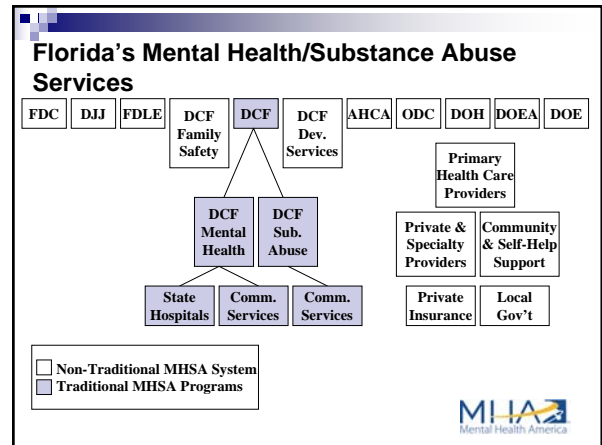 Florida's Mental Health/Substance Abuse
Services
FDC
DJJ
FDLE
DCF
Family
Safety
DCF
DCF
Dev.
Services
AHCA
ODC
DOH
DOEA
DOE
Primary
Health Care
Providers
DCF
Mental
Health
DCF
Sub.
Abuse
Private &
Specialty
Providers
Community
& Self-Help
Support
State
Hospitals
Comm.
Services
Comm.
Services
Private
Insurance
Local
Gov't
Non-Traditional MHSA System
Traditional MHSA Programs
MHA
Mental Health America